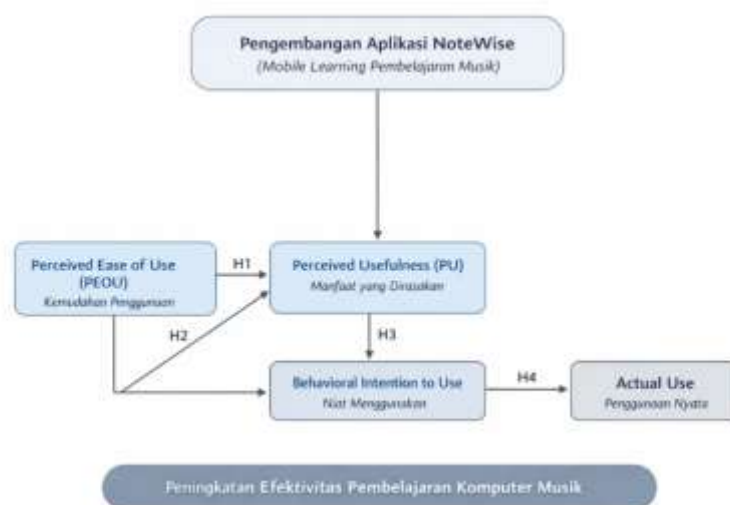 Pengembangan Aplikasi NoteWise
(Mobile Learning Pembelajaran Musik)
Perceived Ease of Use
(PEOU)
Kemudahan Penggunaan
H1
Perceived Usefulness (PU)
Manfaat yang Dirasakan
H2
H3
Behavioral Intention to Use
Niat Menggunakan
H4
Actual Use
Penggunaan Nyata
Peningkatan Efektivitas Pembelajaran Komputer Musik